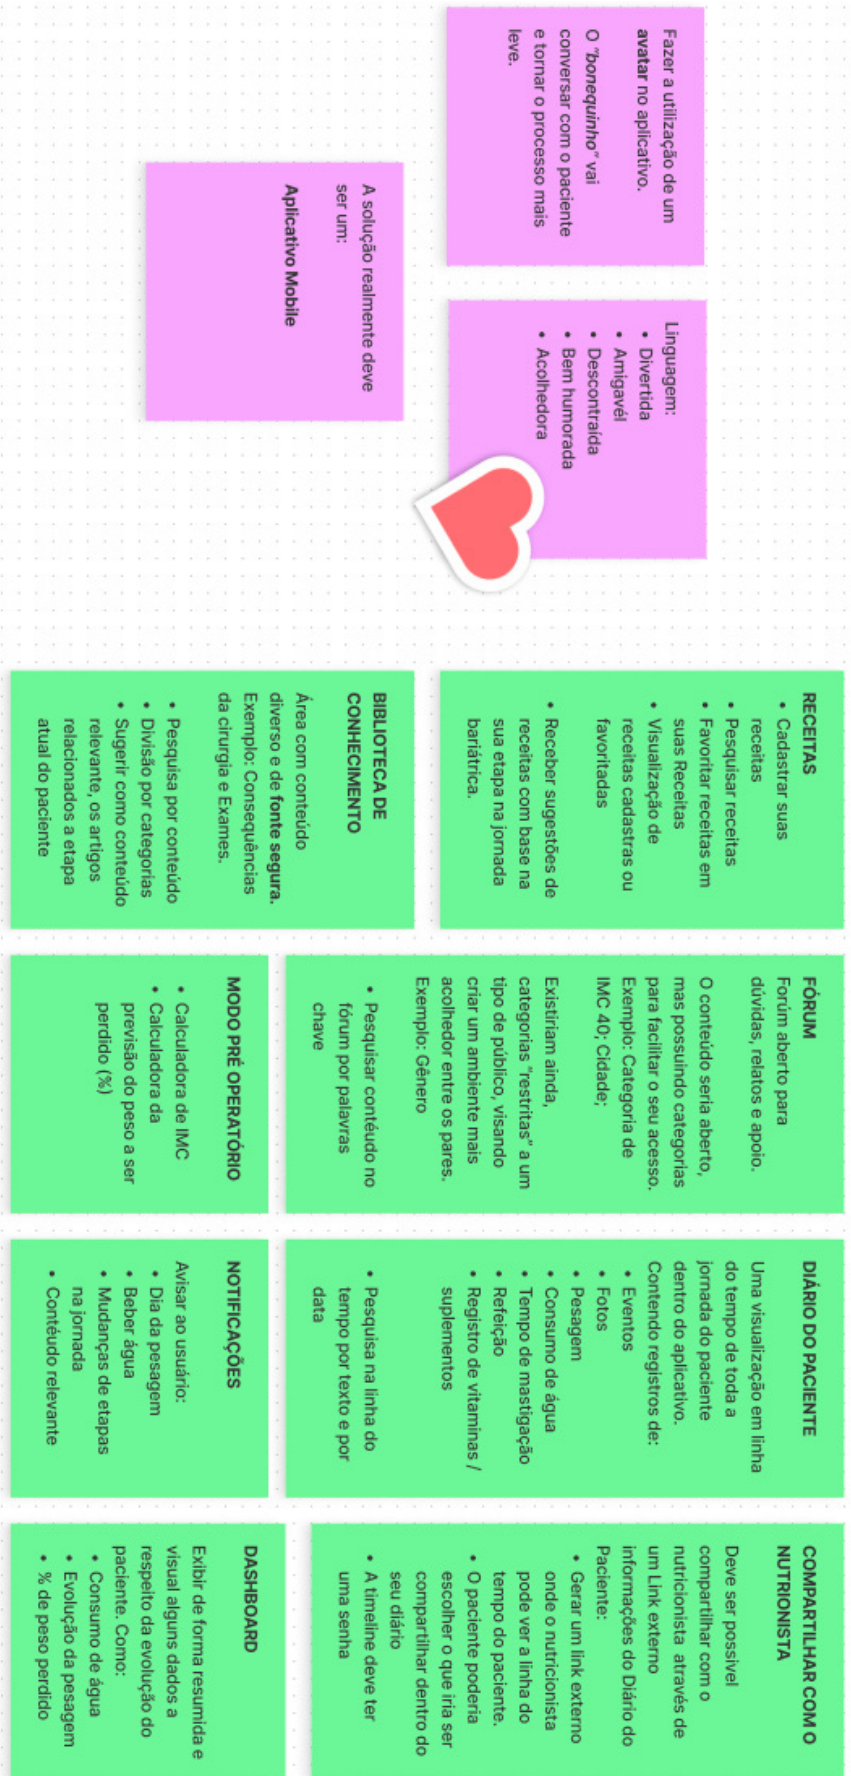 Fazer a utilização de um
avatar no aplicativo.
O "bonequinho" vai
conversar com o paciente
e tornar o processo mais
leve.
Linguagem:
• Divertida
• Amigavél
• Descontraída
• Bem humorada
• Acolhedora
A solução realmente deve
ser um:
Aplicativo Mobile
RECEITAS
• Cadastrar suas
receitas
• Pesquisar receitas
• Favoritar receitas em
suas Receitas
• Visualização de
receitas cadastras ou
favoritadas
• Receber sugestões de
receitas com base na
sua etapa na jornada
bariátrica.
FÓRUM
Forúm aberto para
dúvidas, relatos e apoio.
O conteúdo seria aberto,
mas possuindo categorias
para facilitar o seu acesso.
Exemplo: Categoria de
IMC 40; Cidade;
Existiriam ainda,
categorias "restritas" a um
tipo de público, visando
criar um ambiente mais
acolhedor entre os pares.
Exemplo: Gênero
• Pesquisar contéudo no
fórum por palavras
chave
DIÁRIO DO PACIENTE
Uma visualização em linha
do tempo de toda a
jornada do paciente
dentro do aplicativo.
Contendo registros de:
• Eventos
• Fotos
• Pesagem
• Consumo de água
• Tempo de mastigação
• Refeição
• Registro de vitaminas /
suplementos
• Pesquisa na linha do
tempo por texto e por
data
COMPARTILHAR COM O
NUTRIONISTA
Deve ser possivel
compartilhar com o
nutricionista através de
um Link externo
informações do Diário do
Paciente:
• Gerar um link externo
onde o nutricionista
pode ver a linha do
tempo do paciente.
• O paciente poderia
escolher o que iria ser
compartilhar dentro do
seu diário
• A timeline deve ter
uma senha
BIBLIOTECA DE
CONHECIMENTO
Área com conteúdo
diverso e de fonte segura.
Exemplo: Consequências
da cirurgia e Exames.
• Pesquisa por conteúdo
• Divisão por categorias
• Sugerir como conteúdo
relevante, os artigos
relacionados a etapa
atual do paciente
MODO PRÉ OPERATÓRIO
• Calculadora de IMC
• Calculadora da
previsão do peso a ser
perdido (%)
NOTIFICAÇÕES
Avisar ao usuário:
• Dia da pesagem
• Beber água
• Mudanças de etapas
na jornada
• Contéudo relevante
DASHBOARD
Exibir de forma resumida e
visual alguns dados a
respeito da evolução do
paciente. Como:
• Consumo de água
• Evolução da pesagem
• % de peso perdido